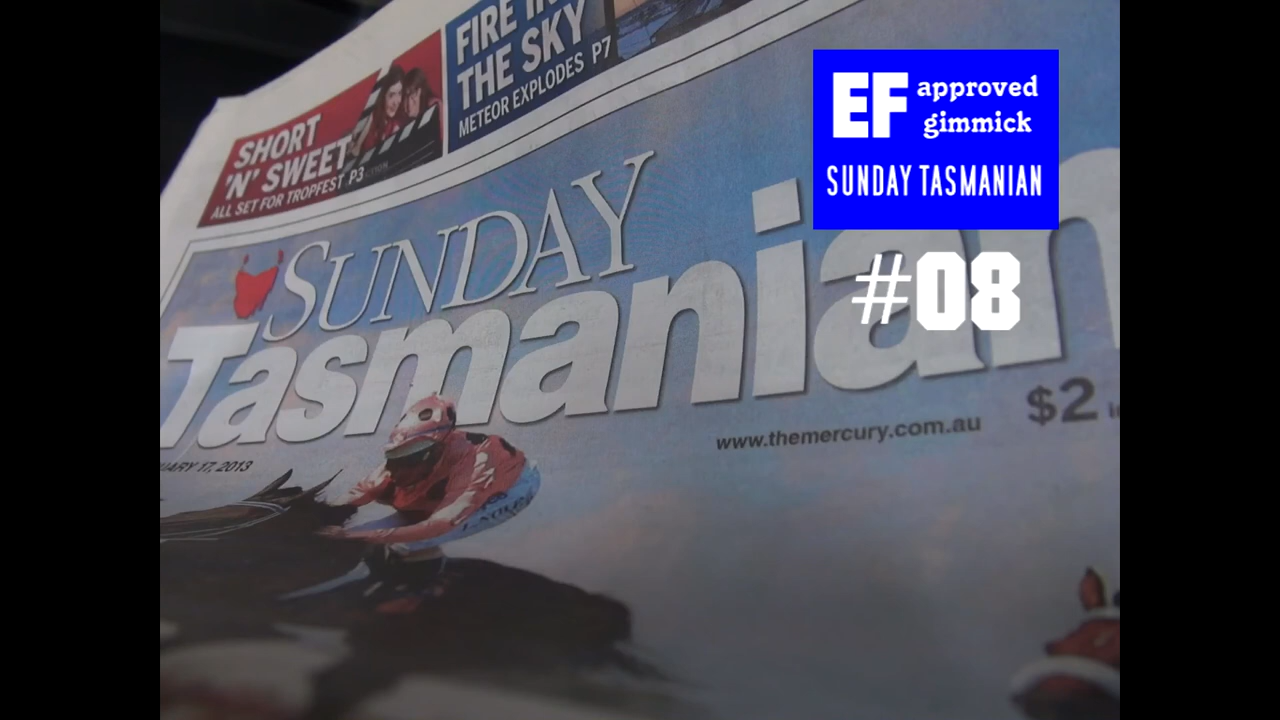 FIRE IN
THE SKY
METEOR EXPLODES P7
SHORT
'N' SWEET
ALL SET FOR TROPFEST P3
EF approved
gimmick
SUNDAY TASMANIAN
#08
SUNDAY
Tasmanian
$2
www.themercury.com.au
UARY 17, 2013